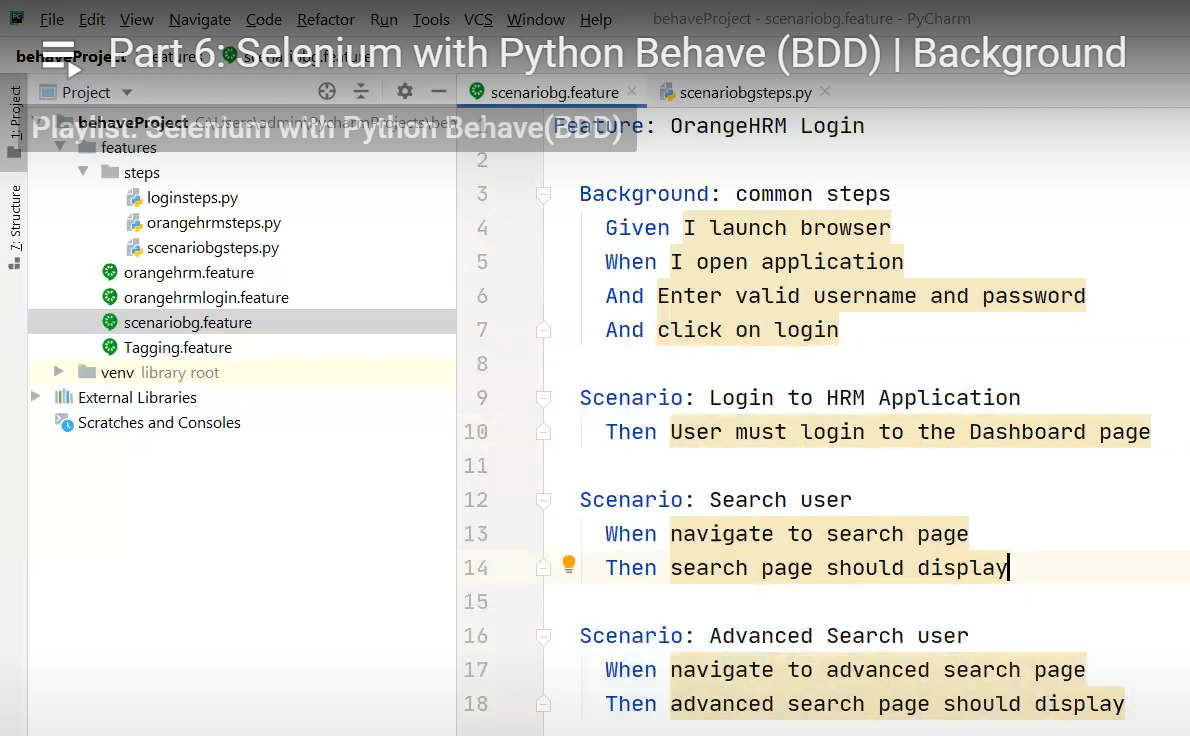 File Edit View Navigate Code Refactor Run Tools VCS Window Help behaveProject - scenariobg.feature - PyCharm
behaveProject features scenariobg.feature
Part 6: Selenium with Python Behave (BDD) | Background
1: Project
Project
scenariobg.feature
scenariobgsteps.py
Playlist: Selenium with Python Behave(BDD)
behaveProject C:\Users\admin\PycharmProjects\beh
features
steps
loginsteps.py
orangehrmsteps.py
scenariobgsteps.py
orangehrm.feature
orangehrmlogin.feature
scenariobg.feature
Tagging.feature
venv library root
External Libraries
Scratches and Consoles
7: Structure
1 Feature: OrangeHRM Login
2
3 Background: common steps
4 Given I launch browser
5 When I open application
6 And Enter valid username and password
7 And click on login
8
9 Scenario: Login to HRM Application
10 Then User must login to the Dashboard page
11
12 Scenario: Search user
13 When navigate to search page
14 Then search page should display
15
16 Scenario: Advanced Search user
17 When navigate to advanced search page
18 Then advanced search page should display